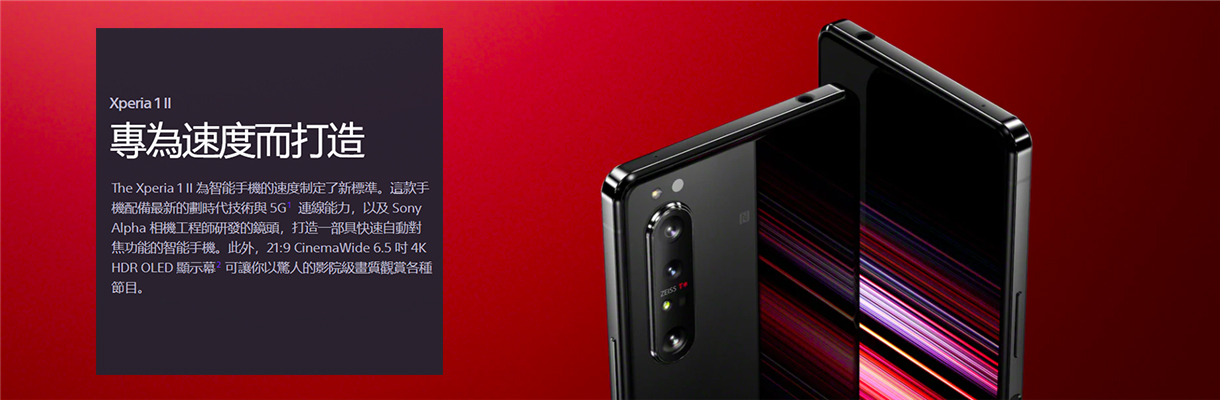 Xperia 1 II
專為速度而打造
The Xperia 1 II 為智能手機的速度制定了新標準。這款手
機配備最新的劃時代技術與 5G¹ 連線能力，以及 Sony
Alpha 相機工程師研發的鏡頭，打造一部具快速自動對
焦功能的智能手機。此外，21:9 CinemaWide 6.5 吋 4K
HDR OLED 顯示幕² 可讓你以驚人的影院級畫質觀賞各種
節目。
ZEISS T*